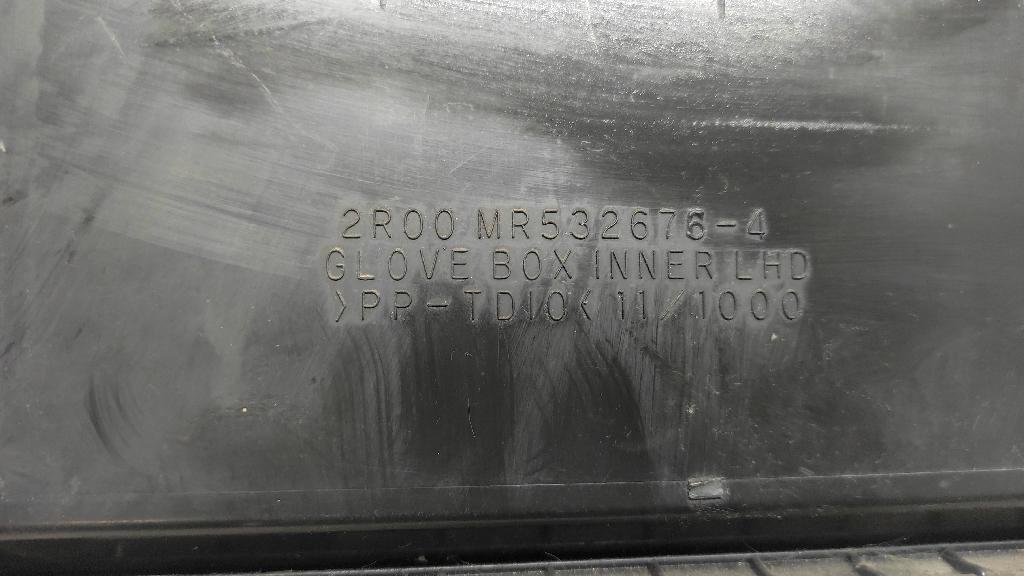 2R00 MR532676-4
GLOVE BOX INNER LHD
>PP-TD10< 11/1000